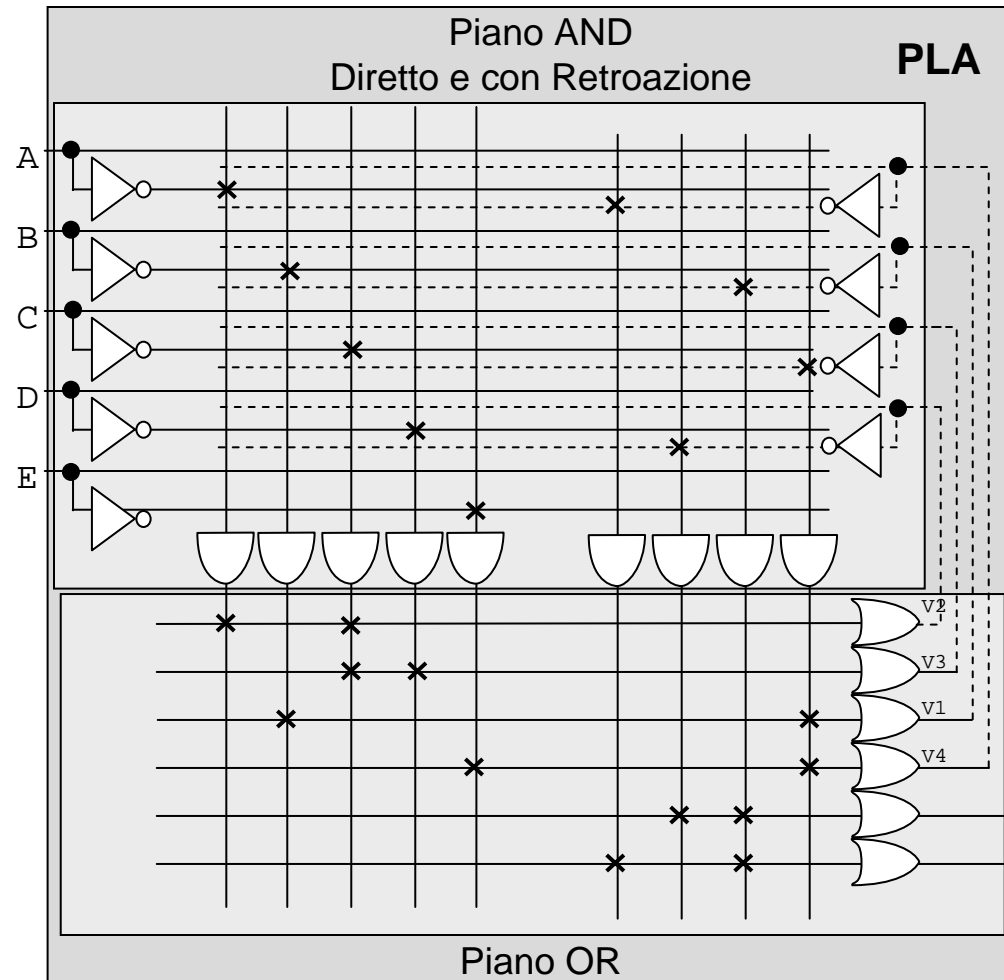 Piano AND
Diretto e con Retroazione
PLA
A
B
C
D
E
V2
V3
V1
V4
Piano OR